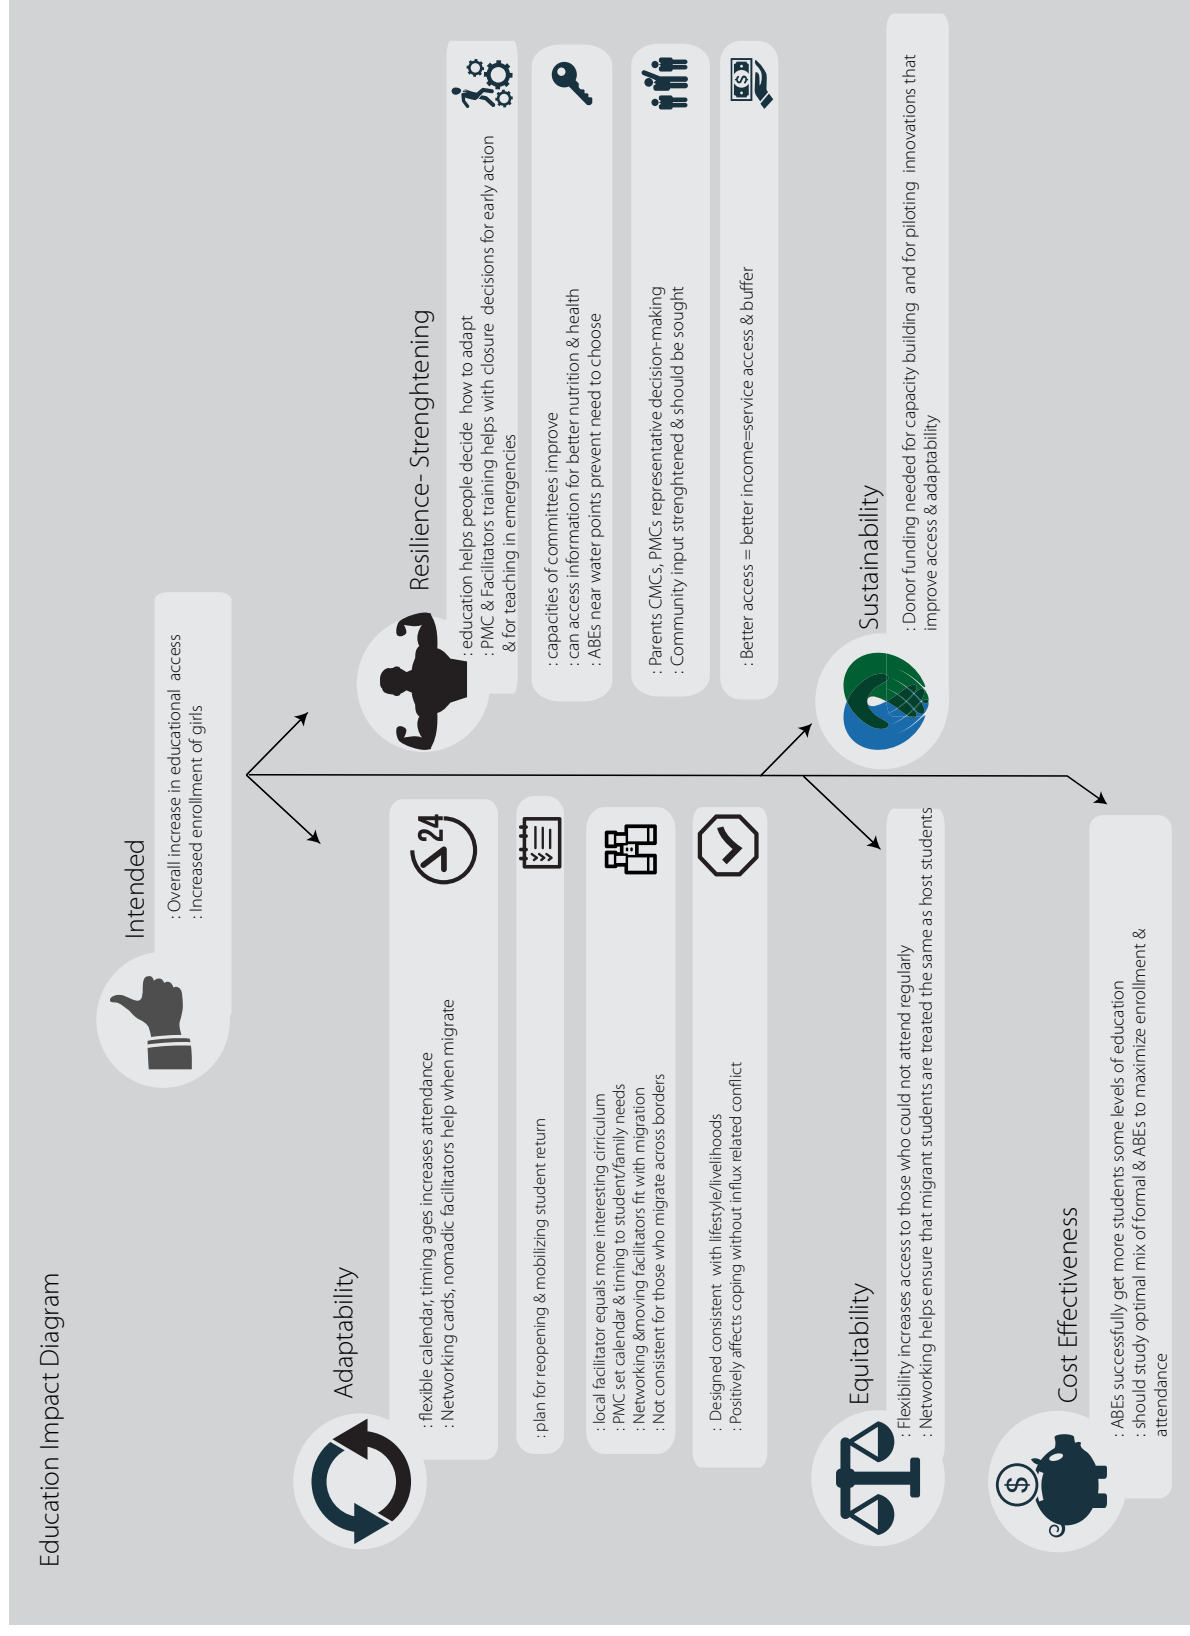 Education Impact Diagram
Intended
: Overall increase in educational access
: Increased enrollment of girls
Adaptability
: flexible calendar, timing ages increases attendance
: Networking cards, nomadic facilitators help when migrate
24
: plan for reopening & mobilizing student return
: local facilitator equals more interesting cirriculum
: PMC set calendar & timing to student/family needs
: Networking &moving facilitators fit with migration
: Not consistent for those who migrate across borders
: Designed consistent with lifestyle/livelihoods
: Positively affects coping without influx related conflict
Resilience- Strenghtening
: education helps people decide how to adapt
: PMC & Facilitators training helps with closure decisions for early action
& for teaching in emergencies
: capacities of committees improve
: can access information for better nutrition & health
: ABEs near water points prevent need to choose
: Parents CMCs, PMCs representative decision-making
: Community input strenghtened & should be sought
: Better access = better income=service access & buffer
$
Equitability
: Flexibility increases access to those who could not attend regularly
: Networking helps ensure that migrant students are treated the same as host students
Sustainability
: Donor funding needed for capacity building and for piloting innovations that
improve access & adaptability
Cost Effectiveness
$
: ABEs successfully get more students some levels of education
: should study optimal mix of formal & ABEs to maximize enrollment &
attendance